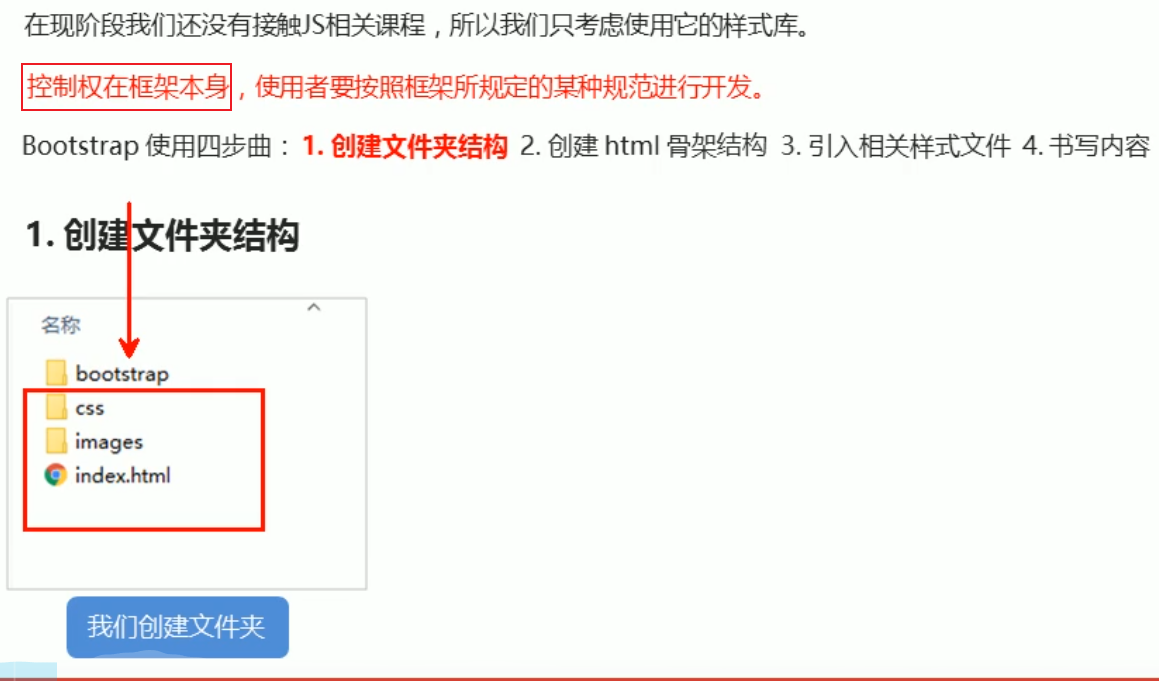 在现阶段我们还没有接触JS相关课程，所以我们只考虑使用它的样式库。
控制权在框架本身，使用者要按照框架所规定的某种规范进行开发。
Bootstrap 使用四步曲： 1. 创建文件夹结构 2. 创建 html 骨架结构 3. 引入相关样式文件 4. 书写内容
1. 创建文件夹结构
名称
bootstrap
css
images
index.html
我们创建文件夹